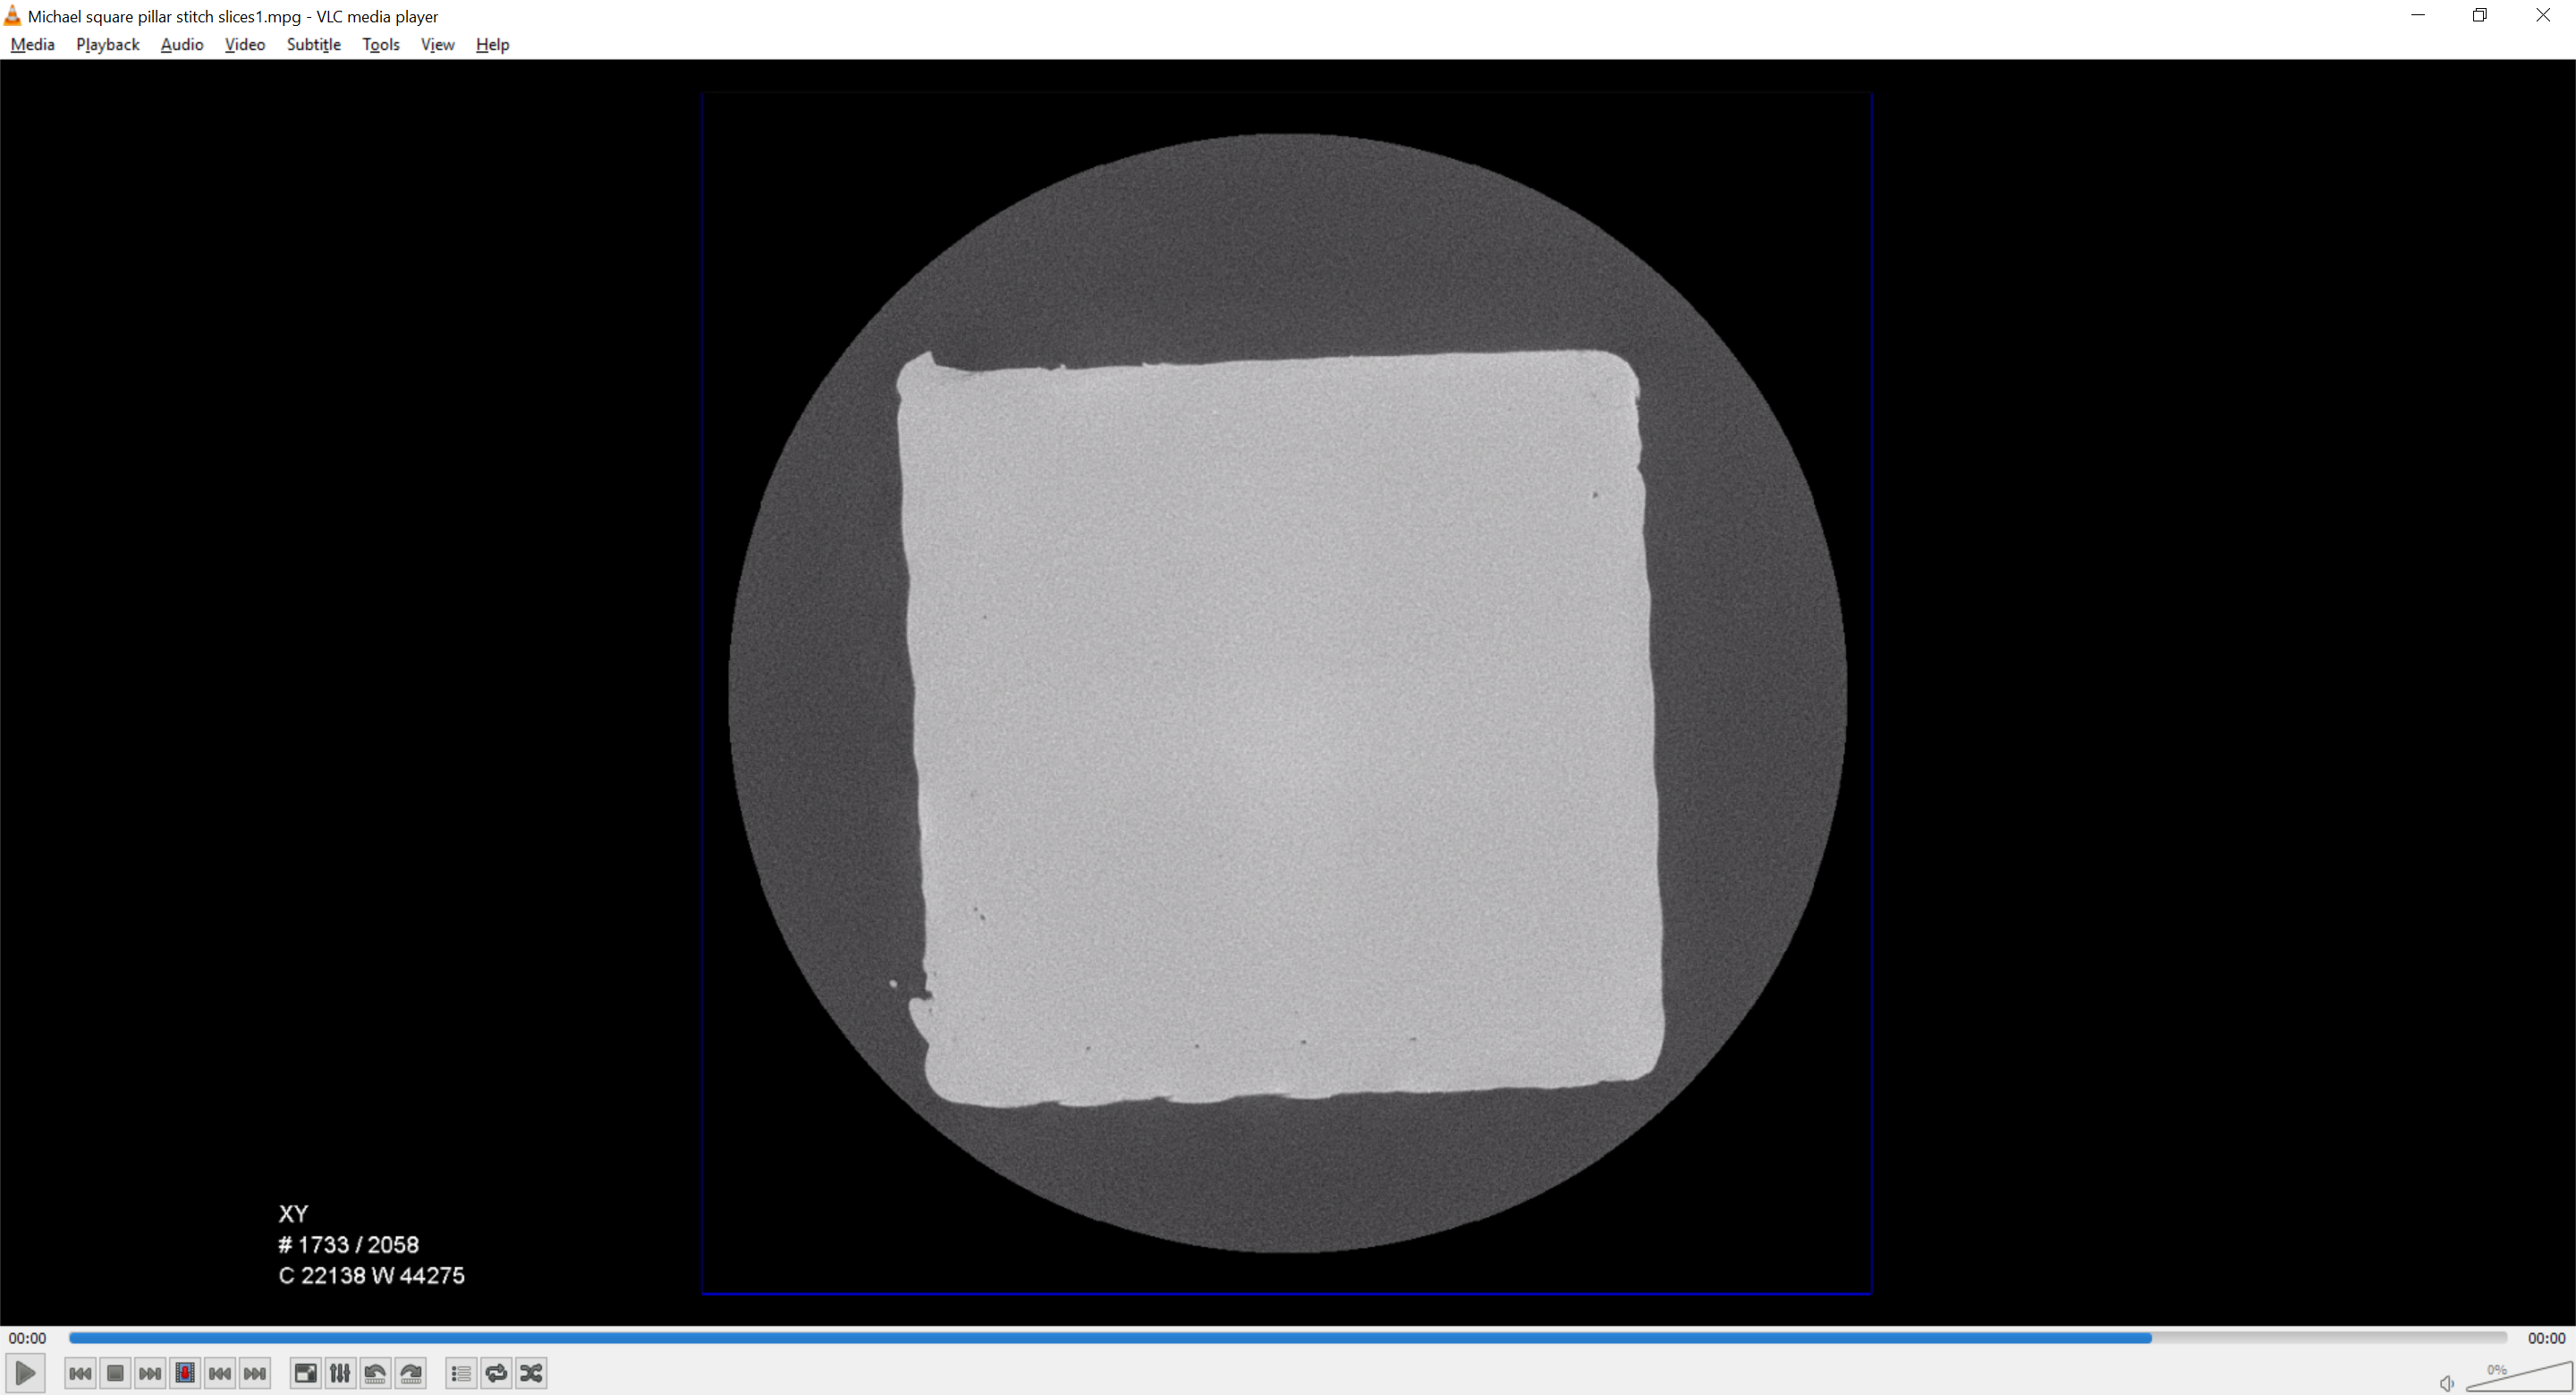 Michael square pillar stitch slices1.mpg - VLC media player
Media Playback Audio Video Subtitle Tools View Help
XY
# 1733 / 2058
C 22138 W 44275
00:00 00:00
0%